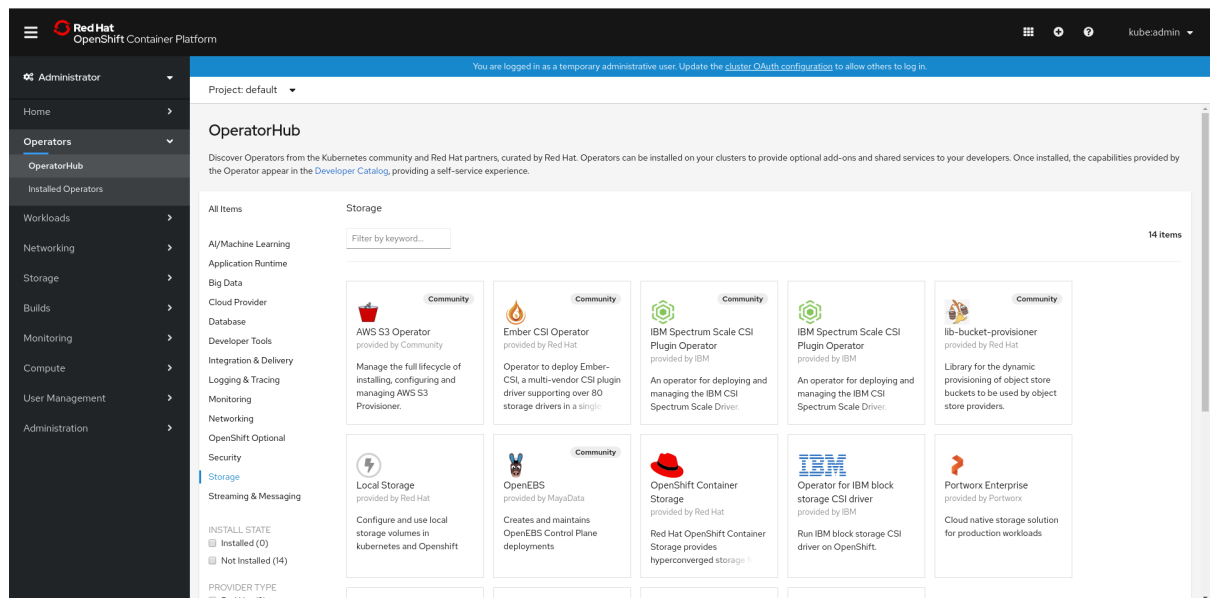 Red Hat
OpenShift Container Platform
kube:admin
Administrator
You are logged in as a temporary administrative user. Update the cluster OAuth configuration to allow others to log in.
Project: default
Home
Operators
OperatorHub
Installed Operators
Workloads
Networking
Storage
Builds
Monitoring
Compute
User Management
Administration
OperatorHub
Discover Operators from the Kubernetes community and Red Hat partners, curated by Red Hat. Operators can be installed on your clusters to provide optional add-ons and shared services to your developers. Once installed, the capabilities provided by
the Operator appear in the Developer Catalog, providing a self-service experience.
All Items
AI/Machine Learning
Application Runtime
Big Data
Cloud Provider
Database
Developer Tools
Integration & Delivery
Logging & Tracing
Monitoring
Networking
OpenShift Optional
Security
Storage
Streaming & Messaging
INSTALL STATE
Installed (0)
Not Installed (14)
PROVIDER TYPE
Storage
Filter by keyword...
14 items
Community
AWS S3 Operator
provided by Community
Manage the full lifecycle of
installing, configuring and
managing AWS S3
Provisioner.
Community
Ember CSI Operator
provided by Red Hat
Operator to deploy Ember-
CSI, a multi-vendor CSI plugin
driver supporting over 80
storage drivers in a single
Community
IBM Spectrum Scale CSI
Plugin Operator
provided by IBM
An operator for deploying and
managing the IBM CSI
Spectrum Scale Driver.
IBM Spectrum Scale CSI
Plugin Operator
provided by IBM
An operator for deploying and
managing the IBM CSI
Spectrum Scale Driver.
Community
lib-bucket-provisioner
provided by Red Hat
Library for the dynamic
provisioning of object store
buckets to be used by object
store providers.
Local Storage
provided by Red Hat
Configure and use local
storage volumes in
kubernetes and Openshift
Community
OpenEBS
provided by MayaData
Creates and maintains
OpenEBS Control Plane
deployments
OpenShift Container
Storage
provided by Red Hat
Red Hat OpenShift Container
Storage provides
hyperconverged storage
IBM
Operator for IBM block
storage CSI driver
provided by IBM
Run IBM block storage CSI
driver on OpenShift.
Portworx Enterprise
provided by Portworx
Cloud native storage solution
for production workloads